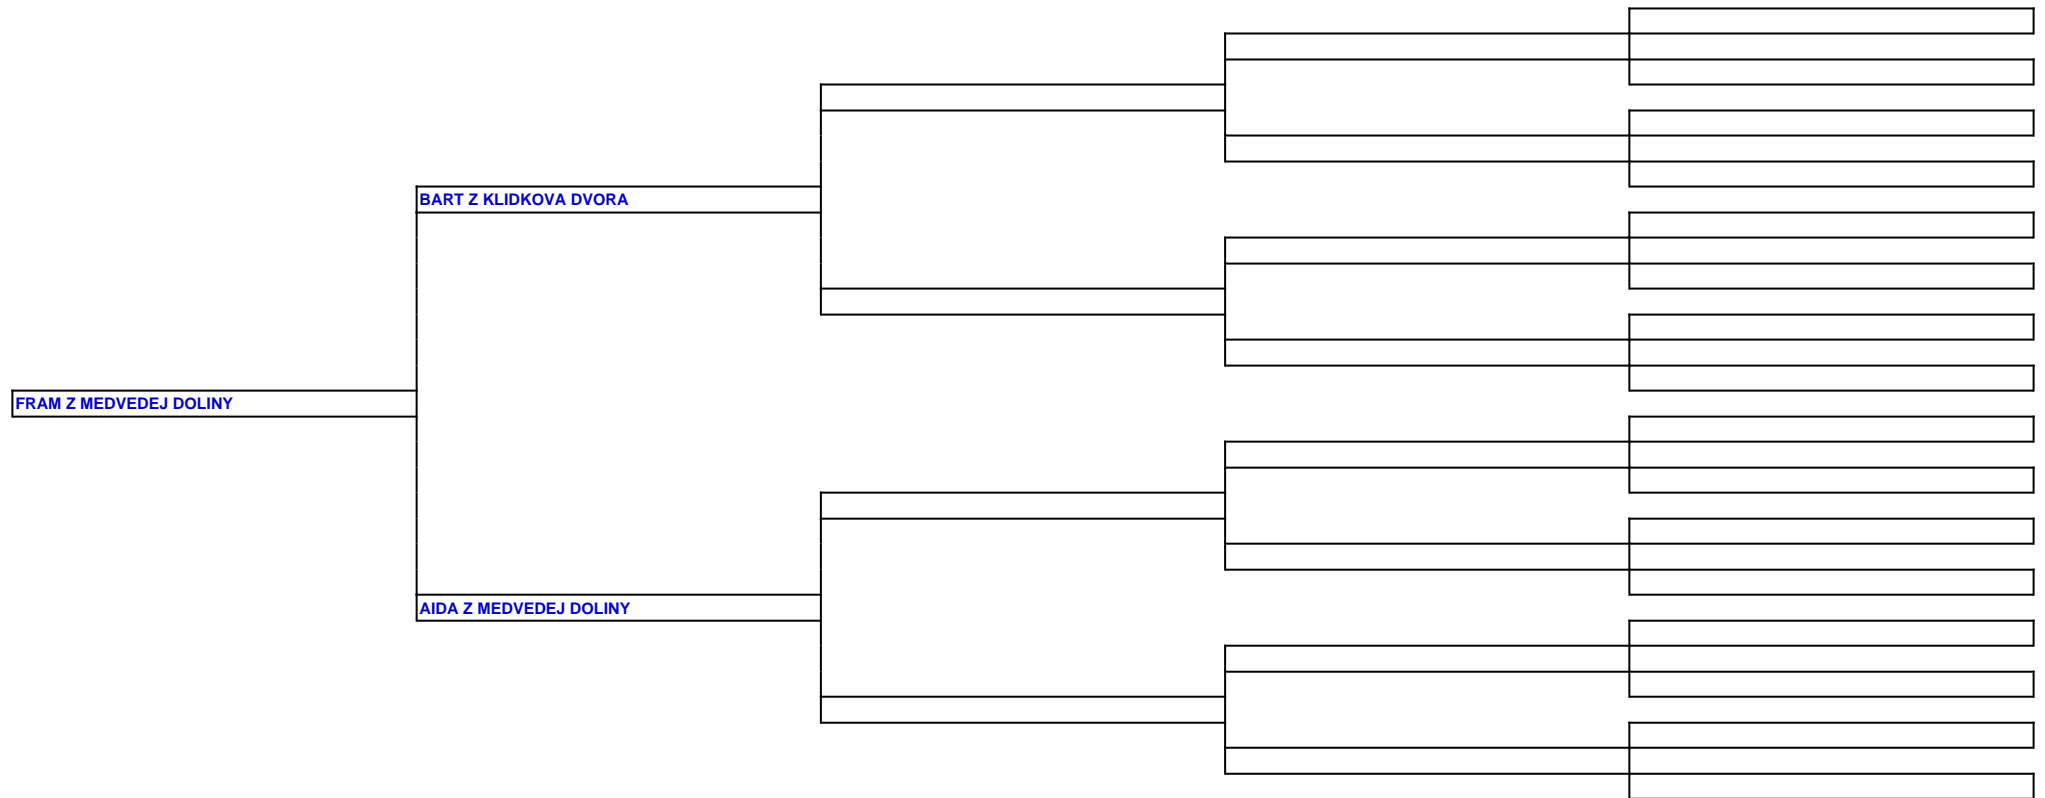 BART Z KLIDKOVA DVORA
FRAM Z MEDVEDEJ DOLINY
AIDA Z MEDVEDEJ DOLINY